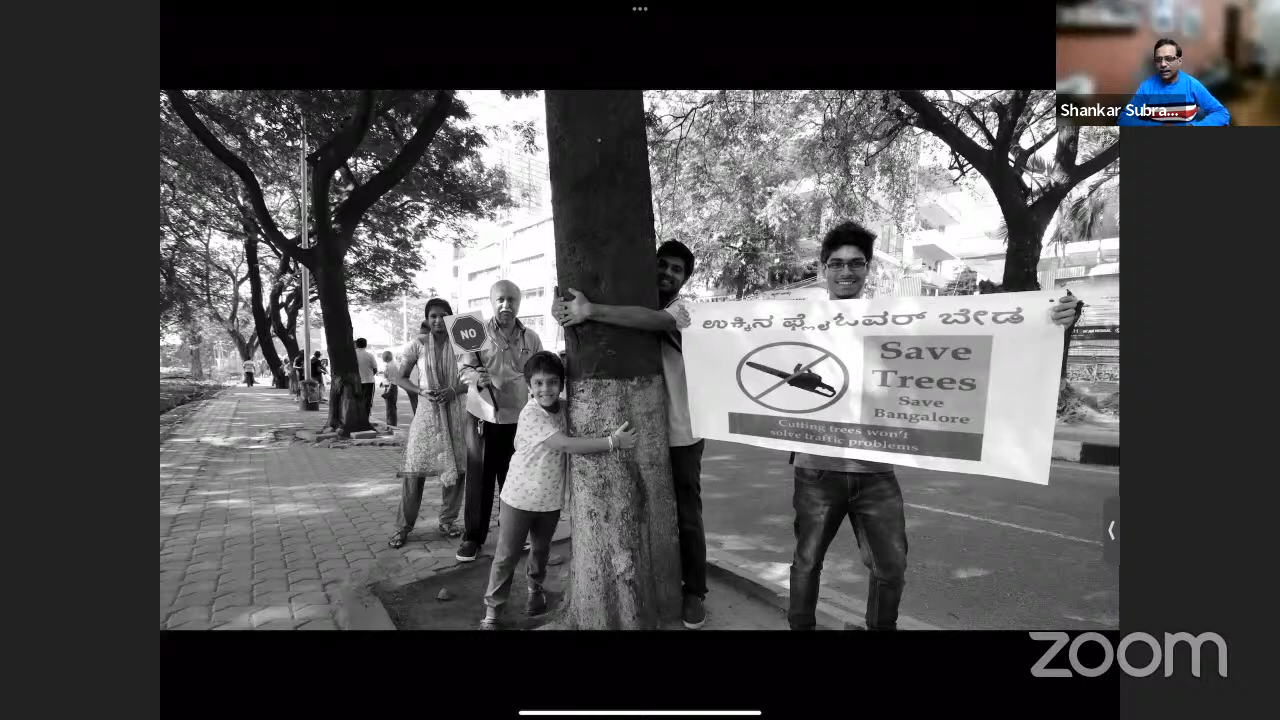 Shankar Subra...
NO
ಉಕ್ಕಿನ ಫ್ಲೈಓವರ್ ಬೇಡ
Save
Trees
Save
Bangalore
Cutting trees won't
solve traffic problems
zoom